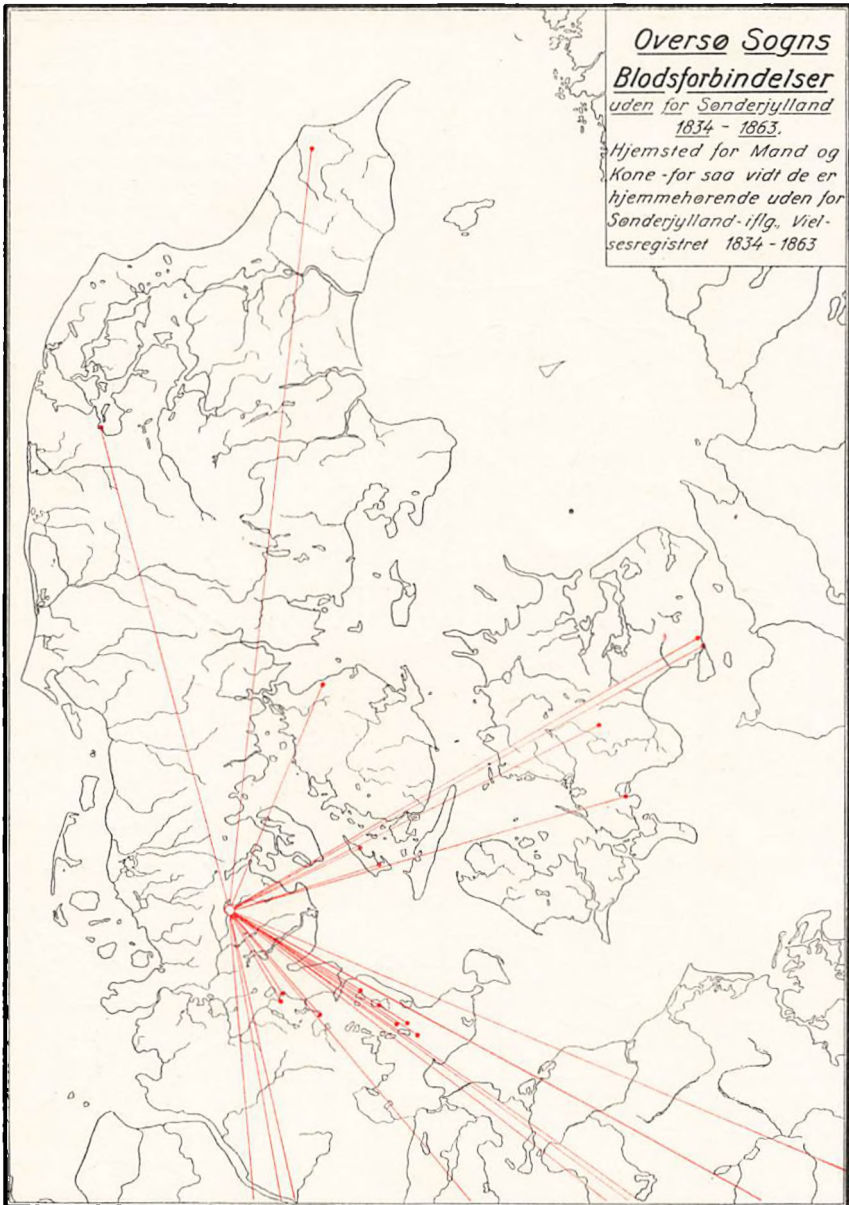 Oversø Sogns
Blodsforbindelser
uden for Sønderjylland
1834 - 1863.
Hjemsted for Mand og
Kone - for saa vidt de er
hjemmehørende uden for
Sønderjylland - iflg. Viel-
sesregistret 1834 - 1863